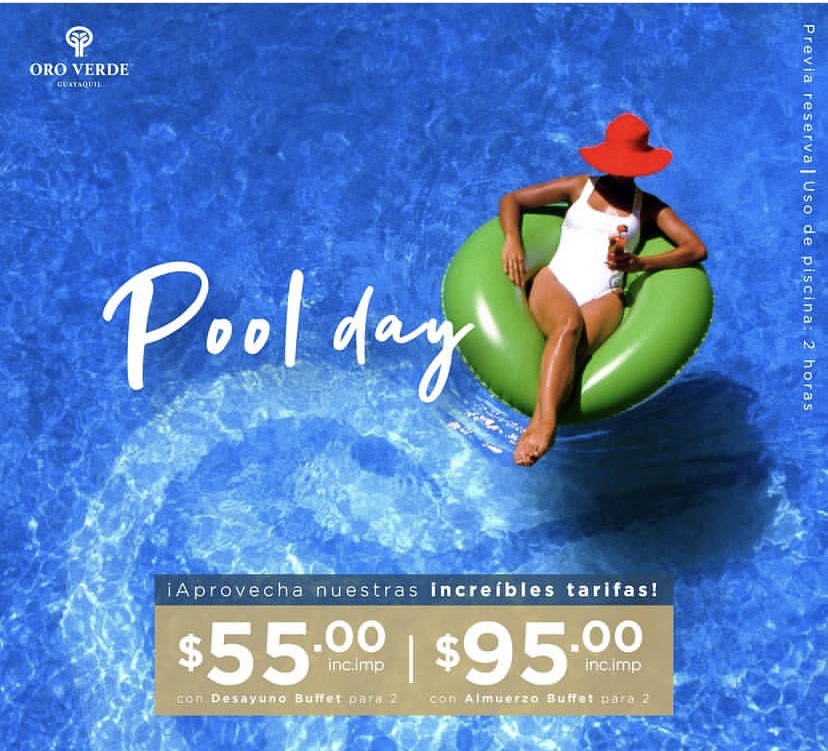 ORO VERDE
GUAYAQUIL
Previa reserva | Uso de piscina: 2 horas
Pool day
¡Aprovecha nuestras increíbles tarifas!
$55.00 inc.imp | $95.00 inc.imp
con Desayuno Buffet para 2 con Almuerzo Buffet para 2